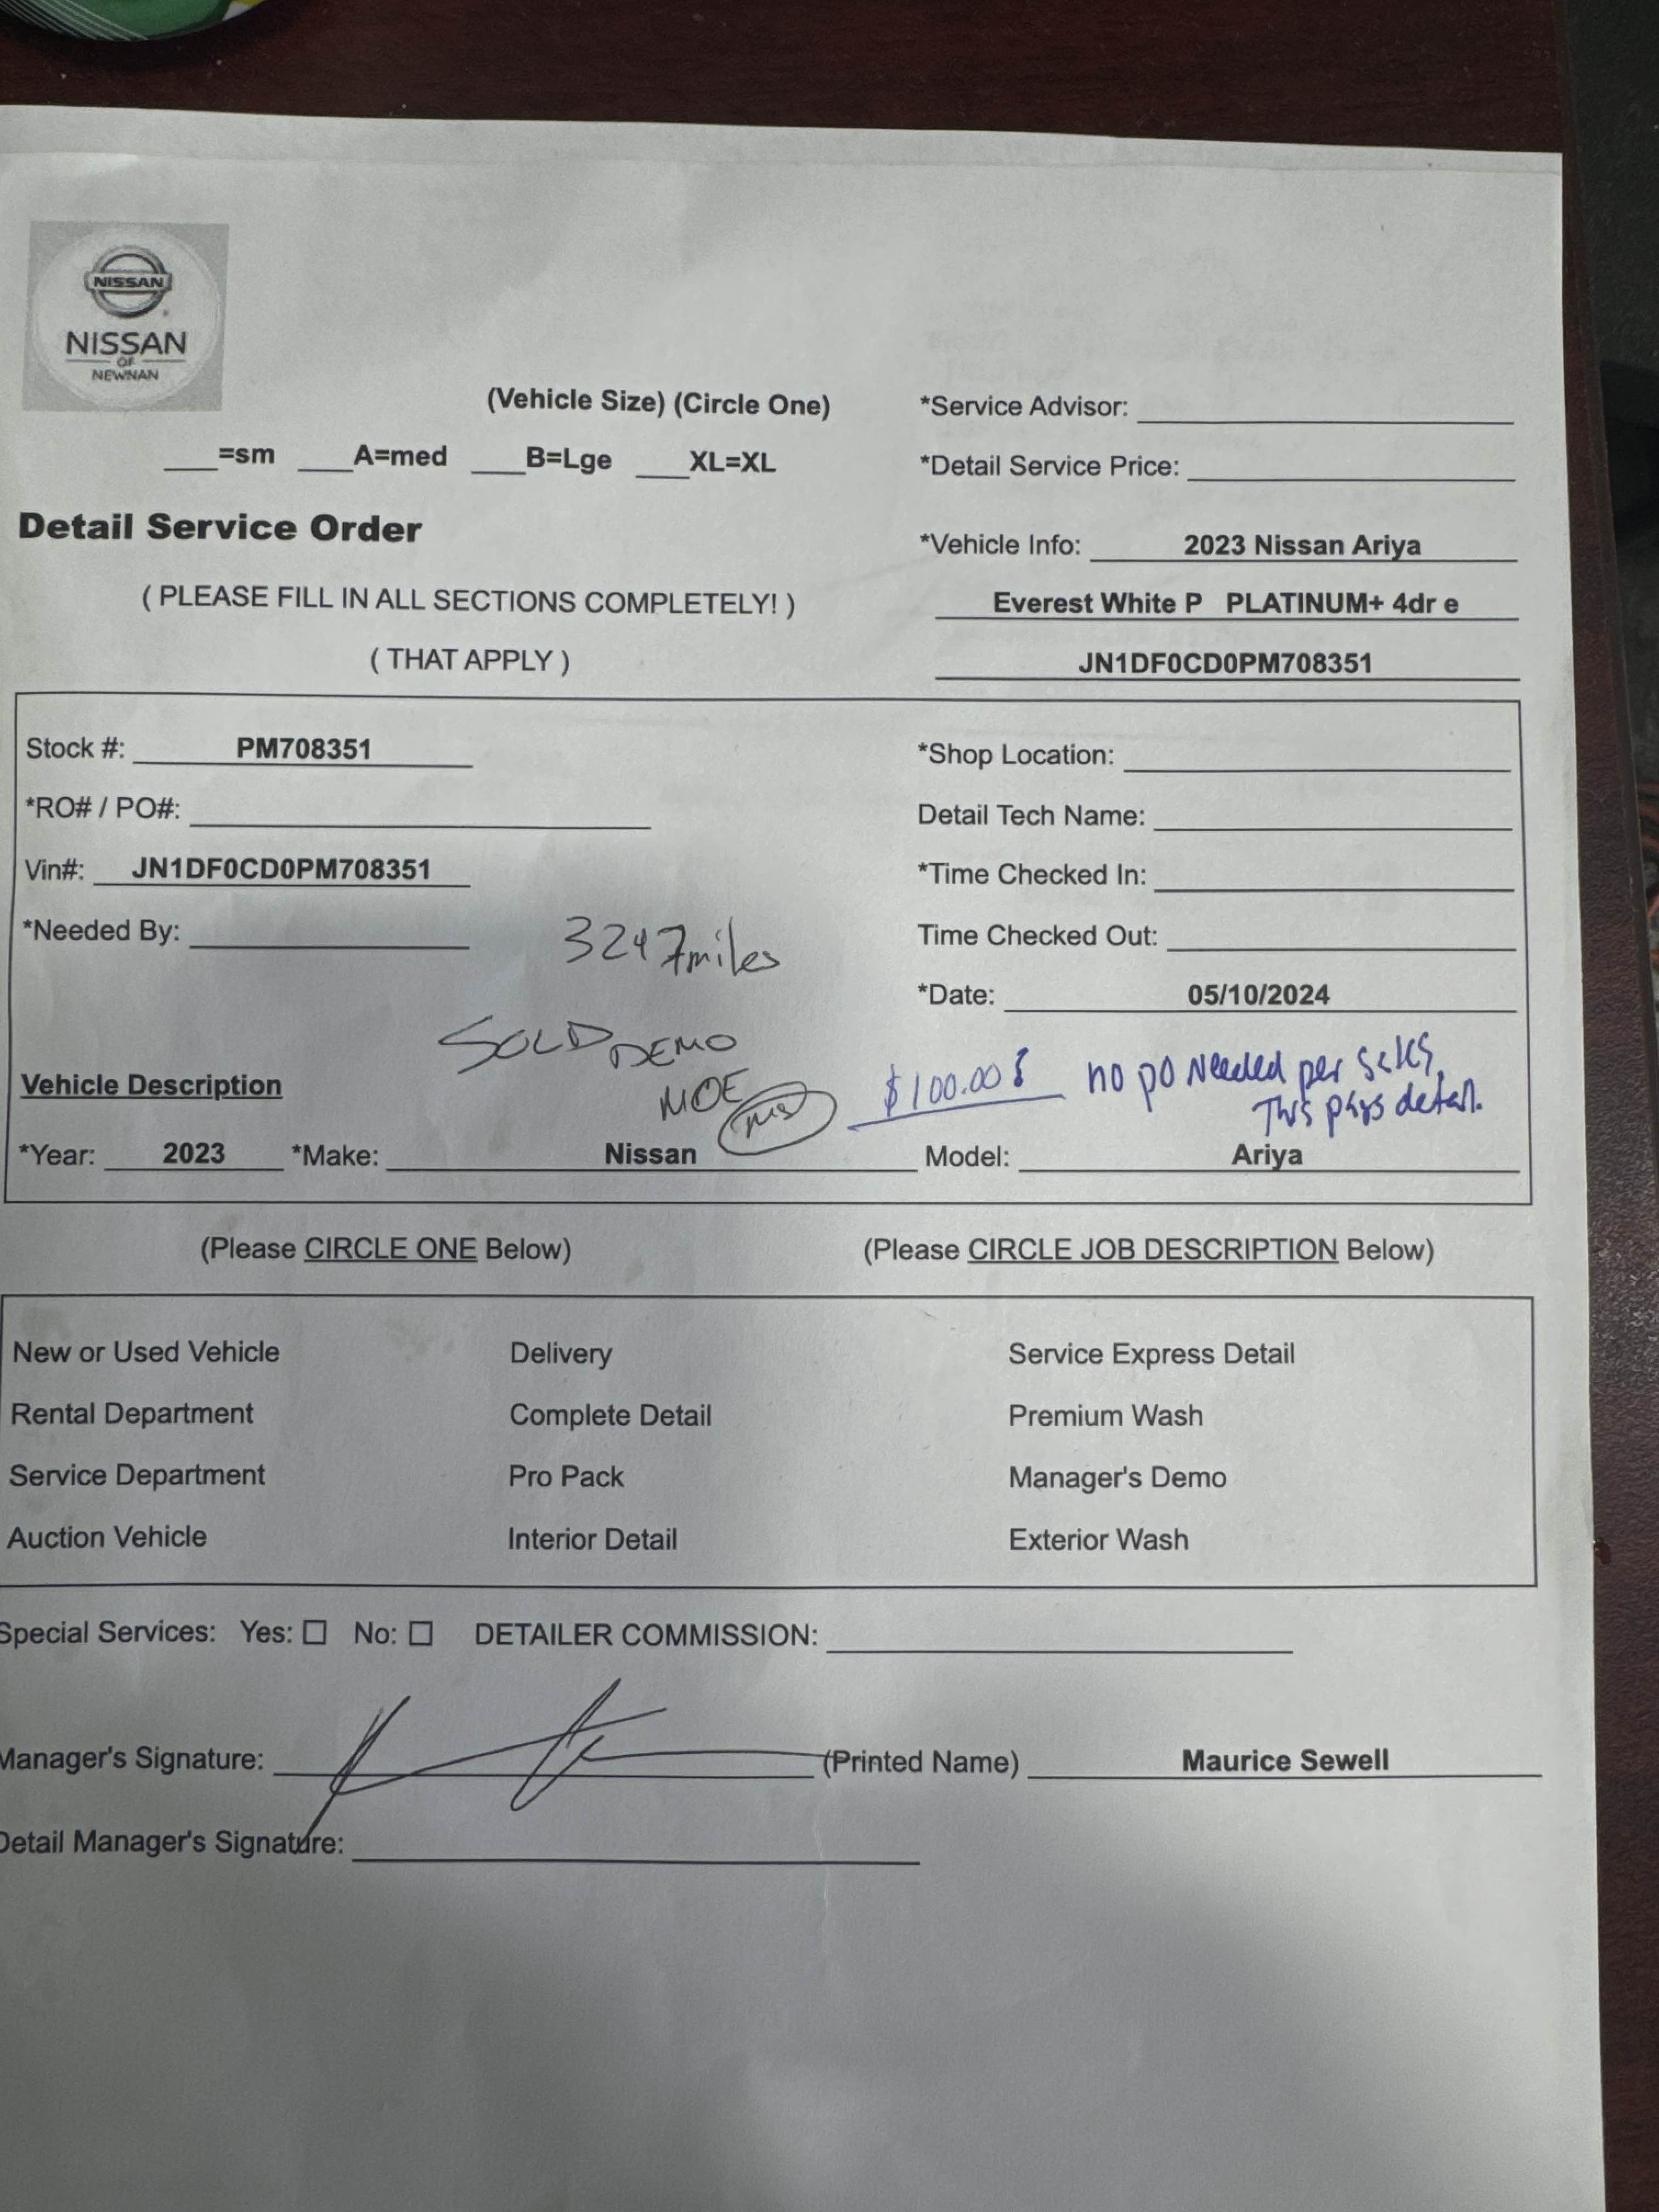 NISSAN
NISSAN
OF
NEWNAN
(Vehicle Size) (Circle One)
___=sm ___A=med ___B=Lge ___XL=XL
*Service Advisor:
*Detail Service Price:
Detail Service Order
*Vehicle Info: 2023 Nissan Ariya
( PLEASE FILL IN ALL SECTIONS COMPLETELY! )
Everest White P PLATINUM+ 4dr e
( THAT APPLY )
JN1DF0CD0PM708351
Stock #: PM708351
*Shop Location:
*RO# / PO#:
Detail Tech Name:
Vin#: JN1DF0CD0PM708351
*Time Checked In:
*Needed By:
3247miles
Time Checked Out:
*Date: 05/10/2024
SOLD DEMO
MOE
MS
$100.00
no po Needed per sales,
This pays detail.
Vehicle Description
*Year: 2023 *Make: Nissan Model: Ariya
(Please CIRCLE ONE Below) (Please CIRCLE JOB DESCRIPTION Below)
New or Used Vehicle Delivery Service Express Detail
Rental Department Complete Detail Premium Wash
Service Department Pro Pack Manager's Demo
Auction Vehicle Interior Detail Exterior Wash
Special Services: Yes: ☐ No: ☐ DETAILER COMMISSION:
Manager's Signature: (Printed Name) Maurice Sewell
Detail Manager's Signature: